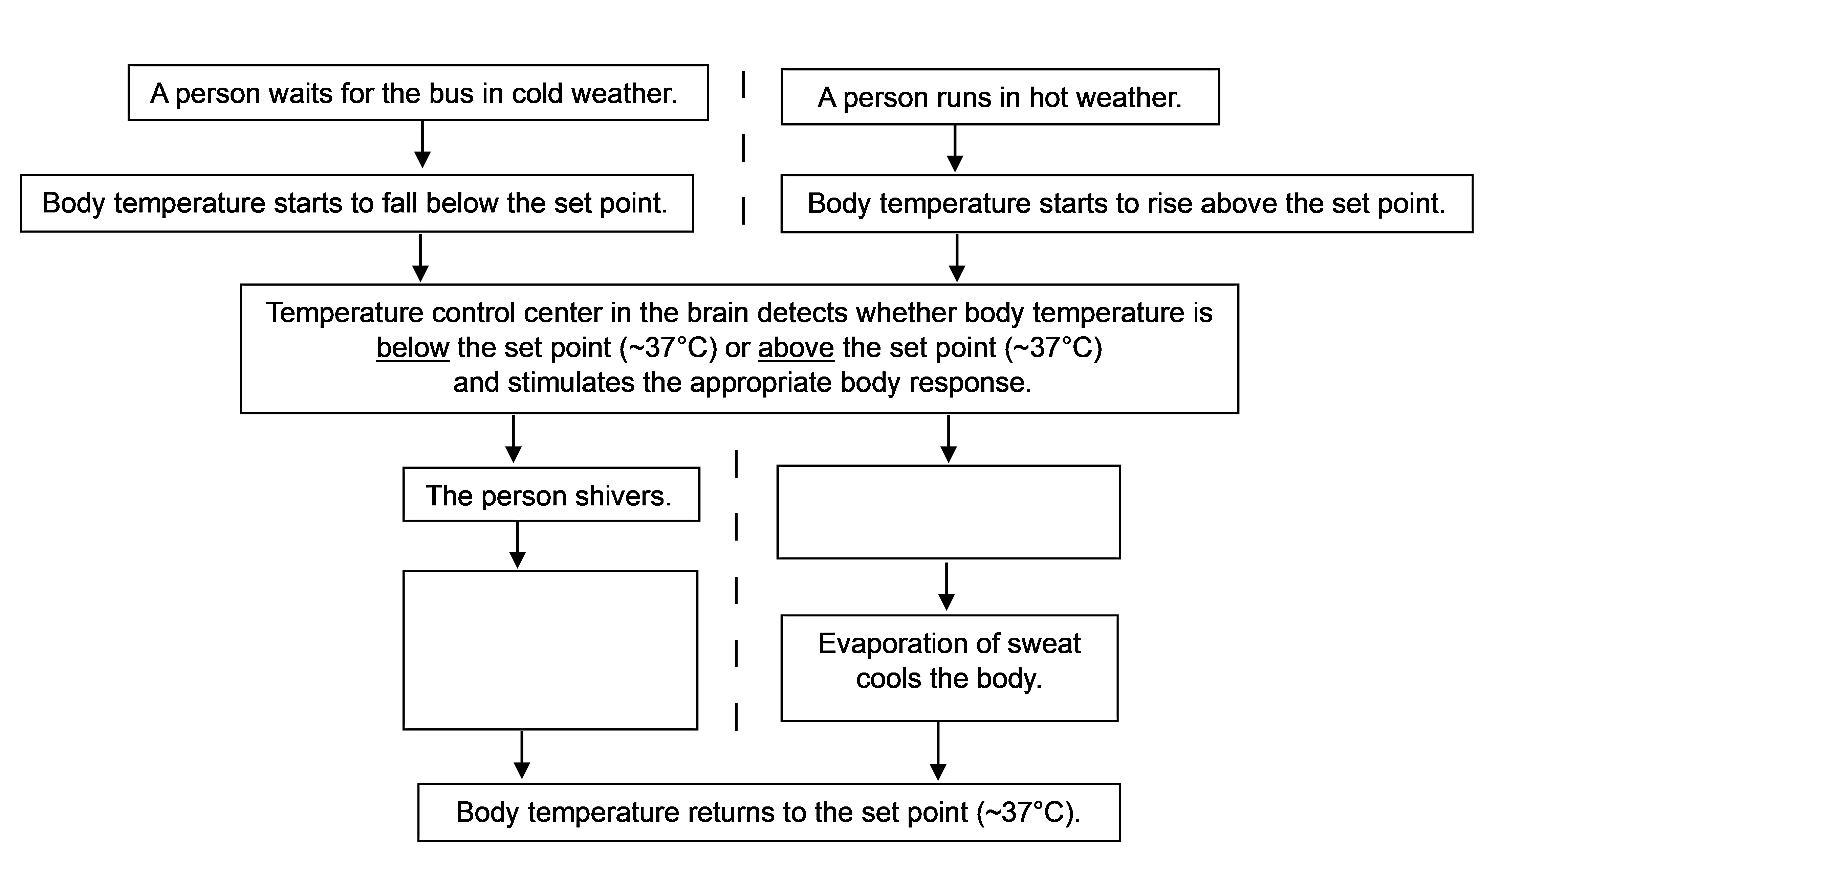 A person waits for the bus in cold weather.
A person runs in hot weather.
Body temperature starts to fall below the set point.
Body temperature starts to rise above the set point.
Temperature control center in the brain detects whether body temperature is
below the set point (~37°C) or above the set point (~37°C)
and stimulates the appropriate body response.
The person shivers.
Evaporation of sweat
cools the body.
Body temperature returns to the set point (~37°C).